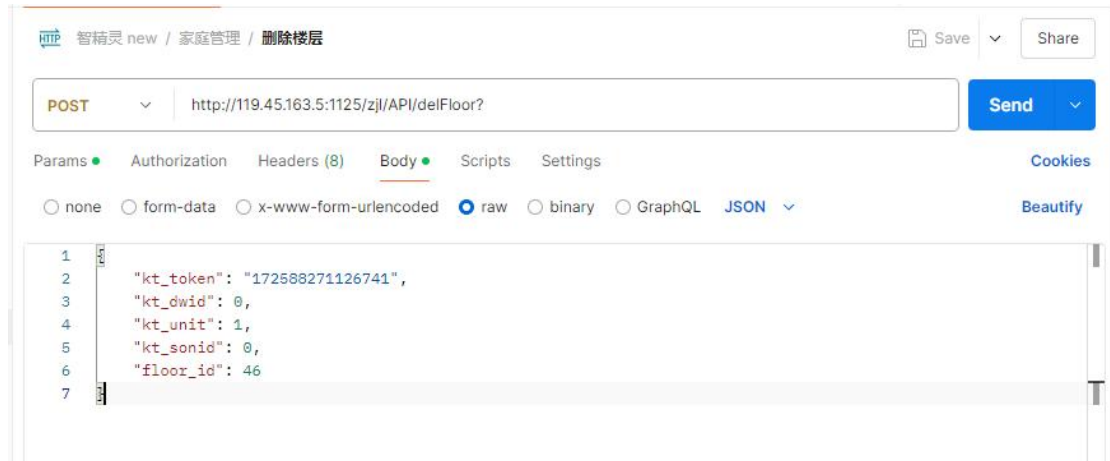 HTTP 智精灵 new / 家庭管理 / 删除楼层 Save Share
POST http://119.45.163.5:1125/zjl/API/delFloor? Send
Params Authorization Headers (8) Body Scripts Settings Cookies
none form-data x-www-form-urlencoded raw binary GraphQL JSON Beautify
1 {
2 "kt_token": "172588271126741",
3 "kt_dwid": 0,
4 "kt_unit": 1,
5 "kt_sonid": 0,
6 "floor_id": 46
7 }